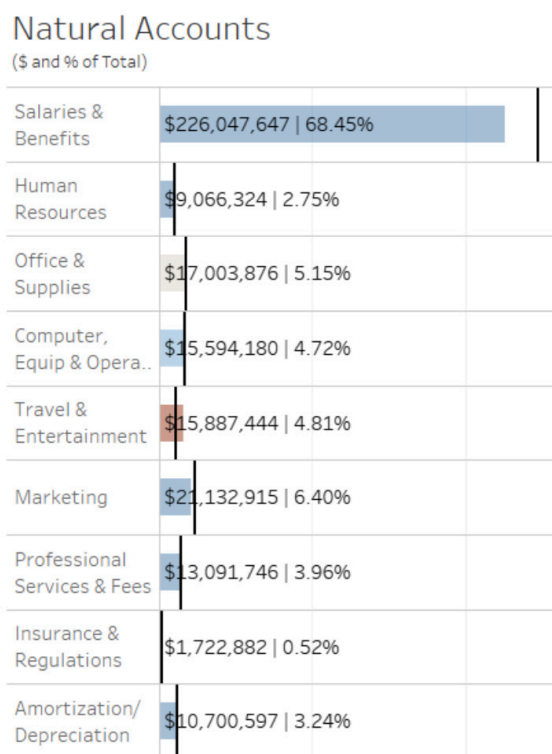 Natural Accounts
($ and % of Total)
Salaries &
Benefits
$226,047,647 | 68.45%
Human
Resources
$9,066,324 | 2.75%
Office &
Supplies
$17,003,876 | 5.15%
Computer,
Equip & Opera..
$15,594,180 | 4.72%
Travel &
Entertainment
$15,887,444 | 4.81%
Marketing
$21,132,915 | 6.40%
Professional
Services & Fees
$13,091,746 | 3.96%
Insurance &
Regulations
$1,722,882 | 0.52%
Amortization/
Depreciation
$10,700,597 | 3.24%